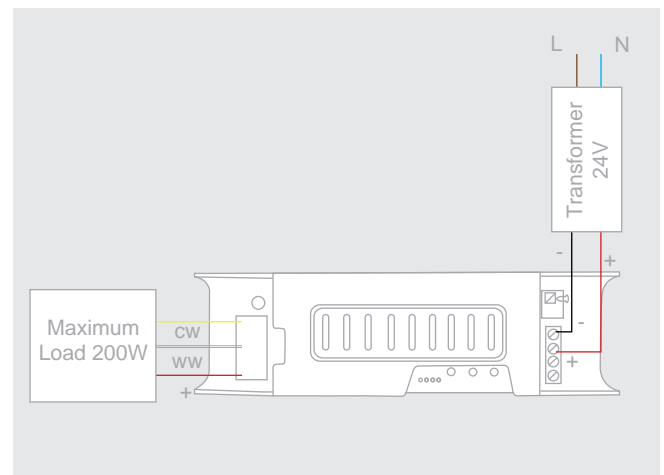 L N
Transformer
24V
- +
-
+
Maximum
Load 200W
CW
WW
+